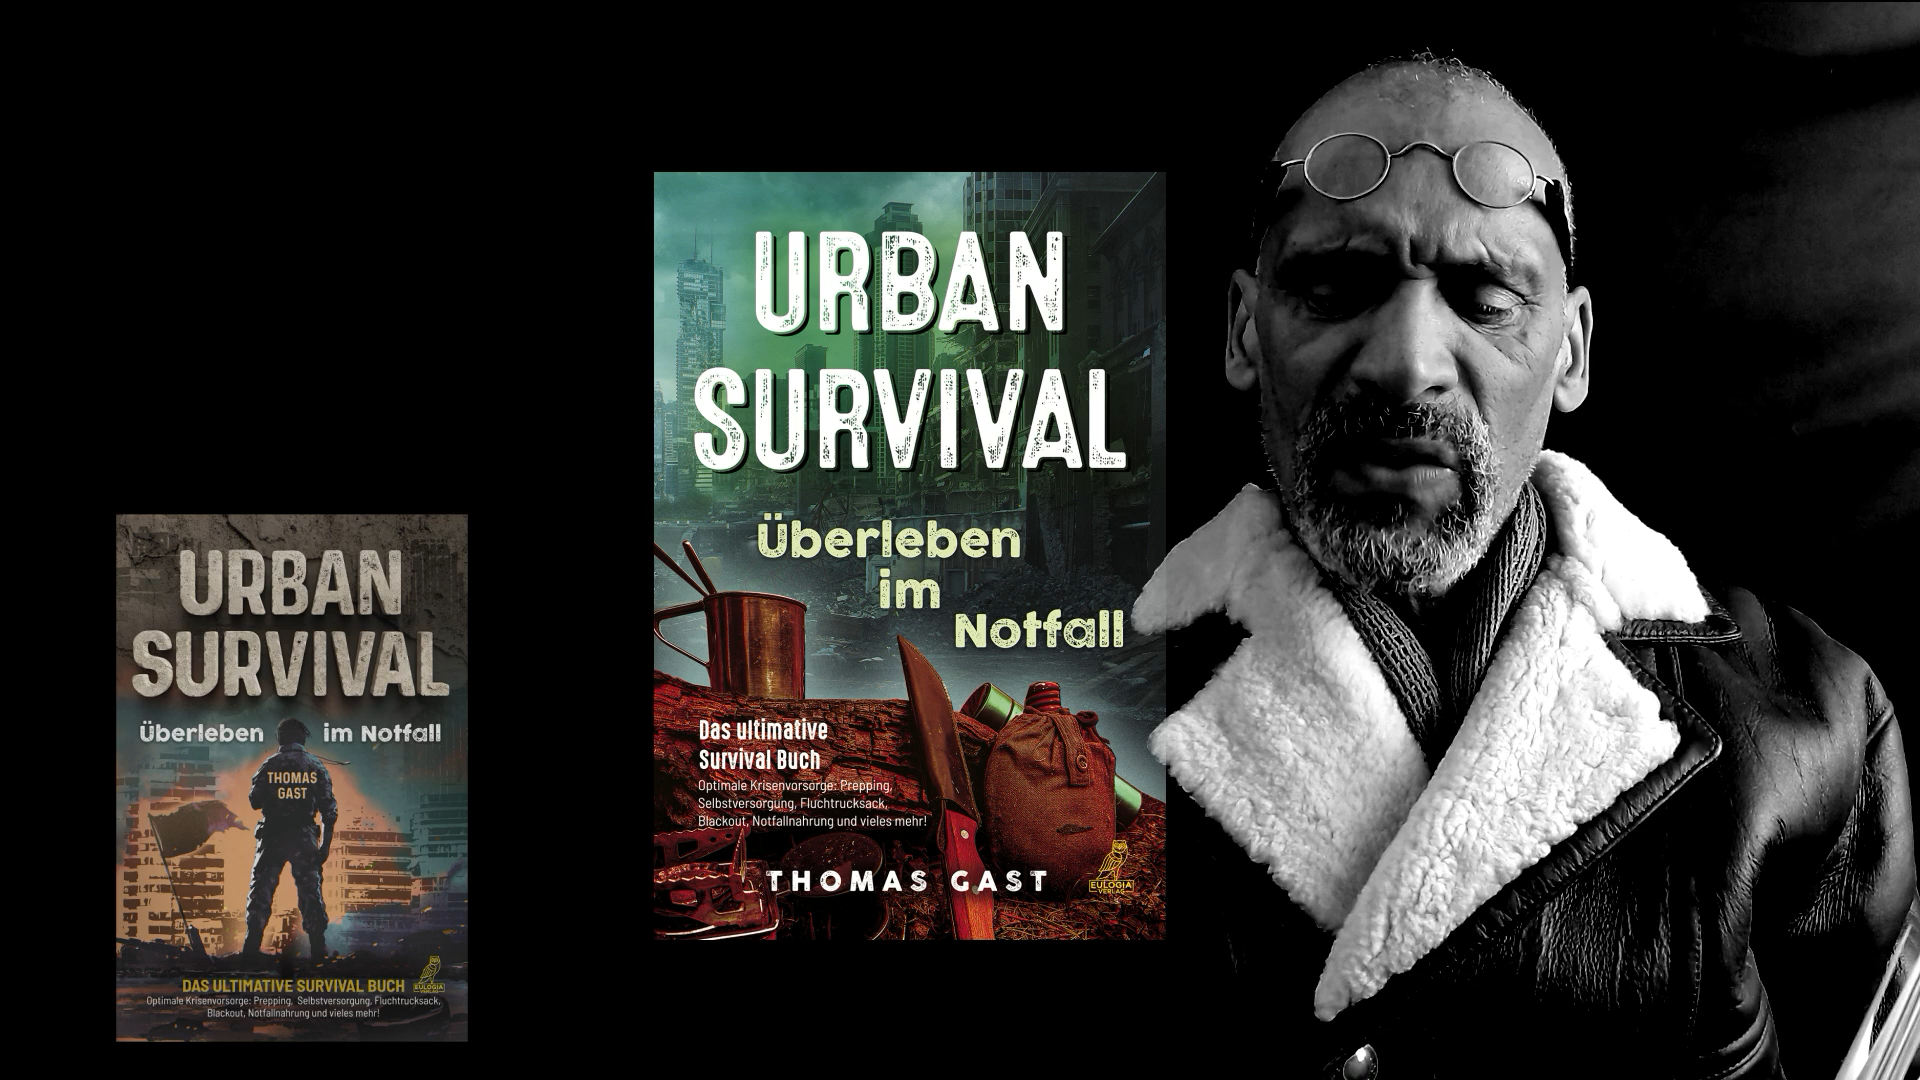 URBAN
SURVIVAL
Überleben im Notfall
THOMAS
GAST
DAS ULTIMATIVE SURVIVAL BUCH
EULOGIA
VERLAG
Optimale Krisenvorsorge: Prepping, Selbstversorgung, Fluchtrucksack,
Blackout, Notfallnahrung und vieles mehr!
URBAN
SURVIVAL
Überleben
im
Notfall
Das ultimative
Survival Buch
Optimale Krisenvorsorge: Prepping,
Selbstversorgung, Fluchtrucksack,
Blackout, Notfallnahrung und vieles mehr!
THOMAS GAST
EULOGIA
VERLAG